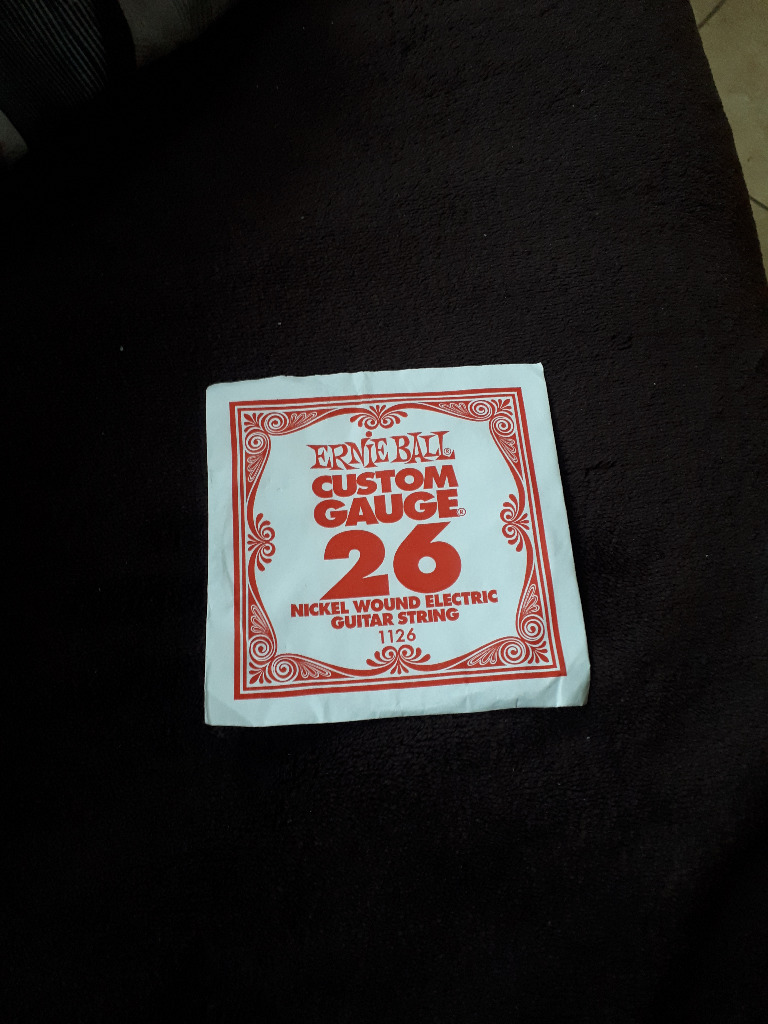 ERNIE BALL®
CUSTOM
GAUGE®
26
NICKEL WOUND ELECTRIC
GUITAR STRING
1126